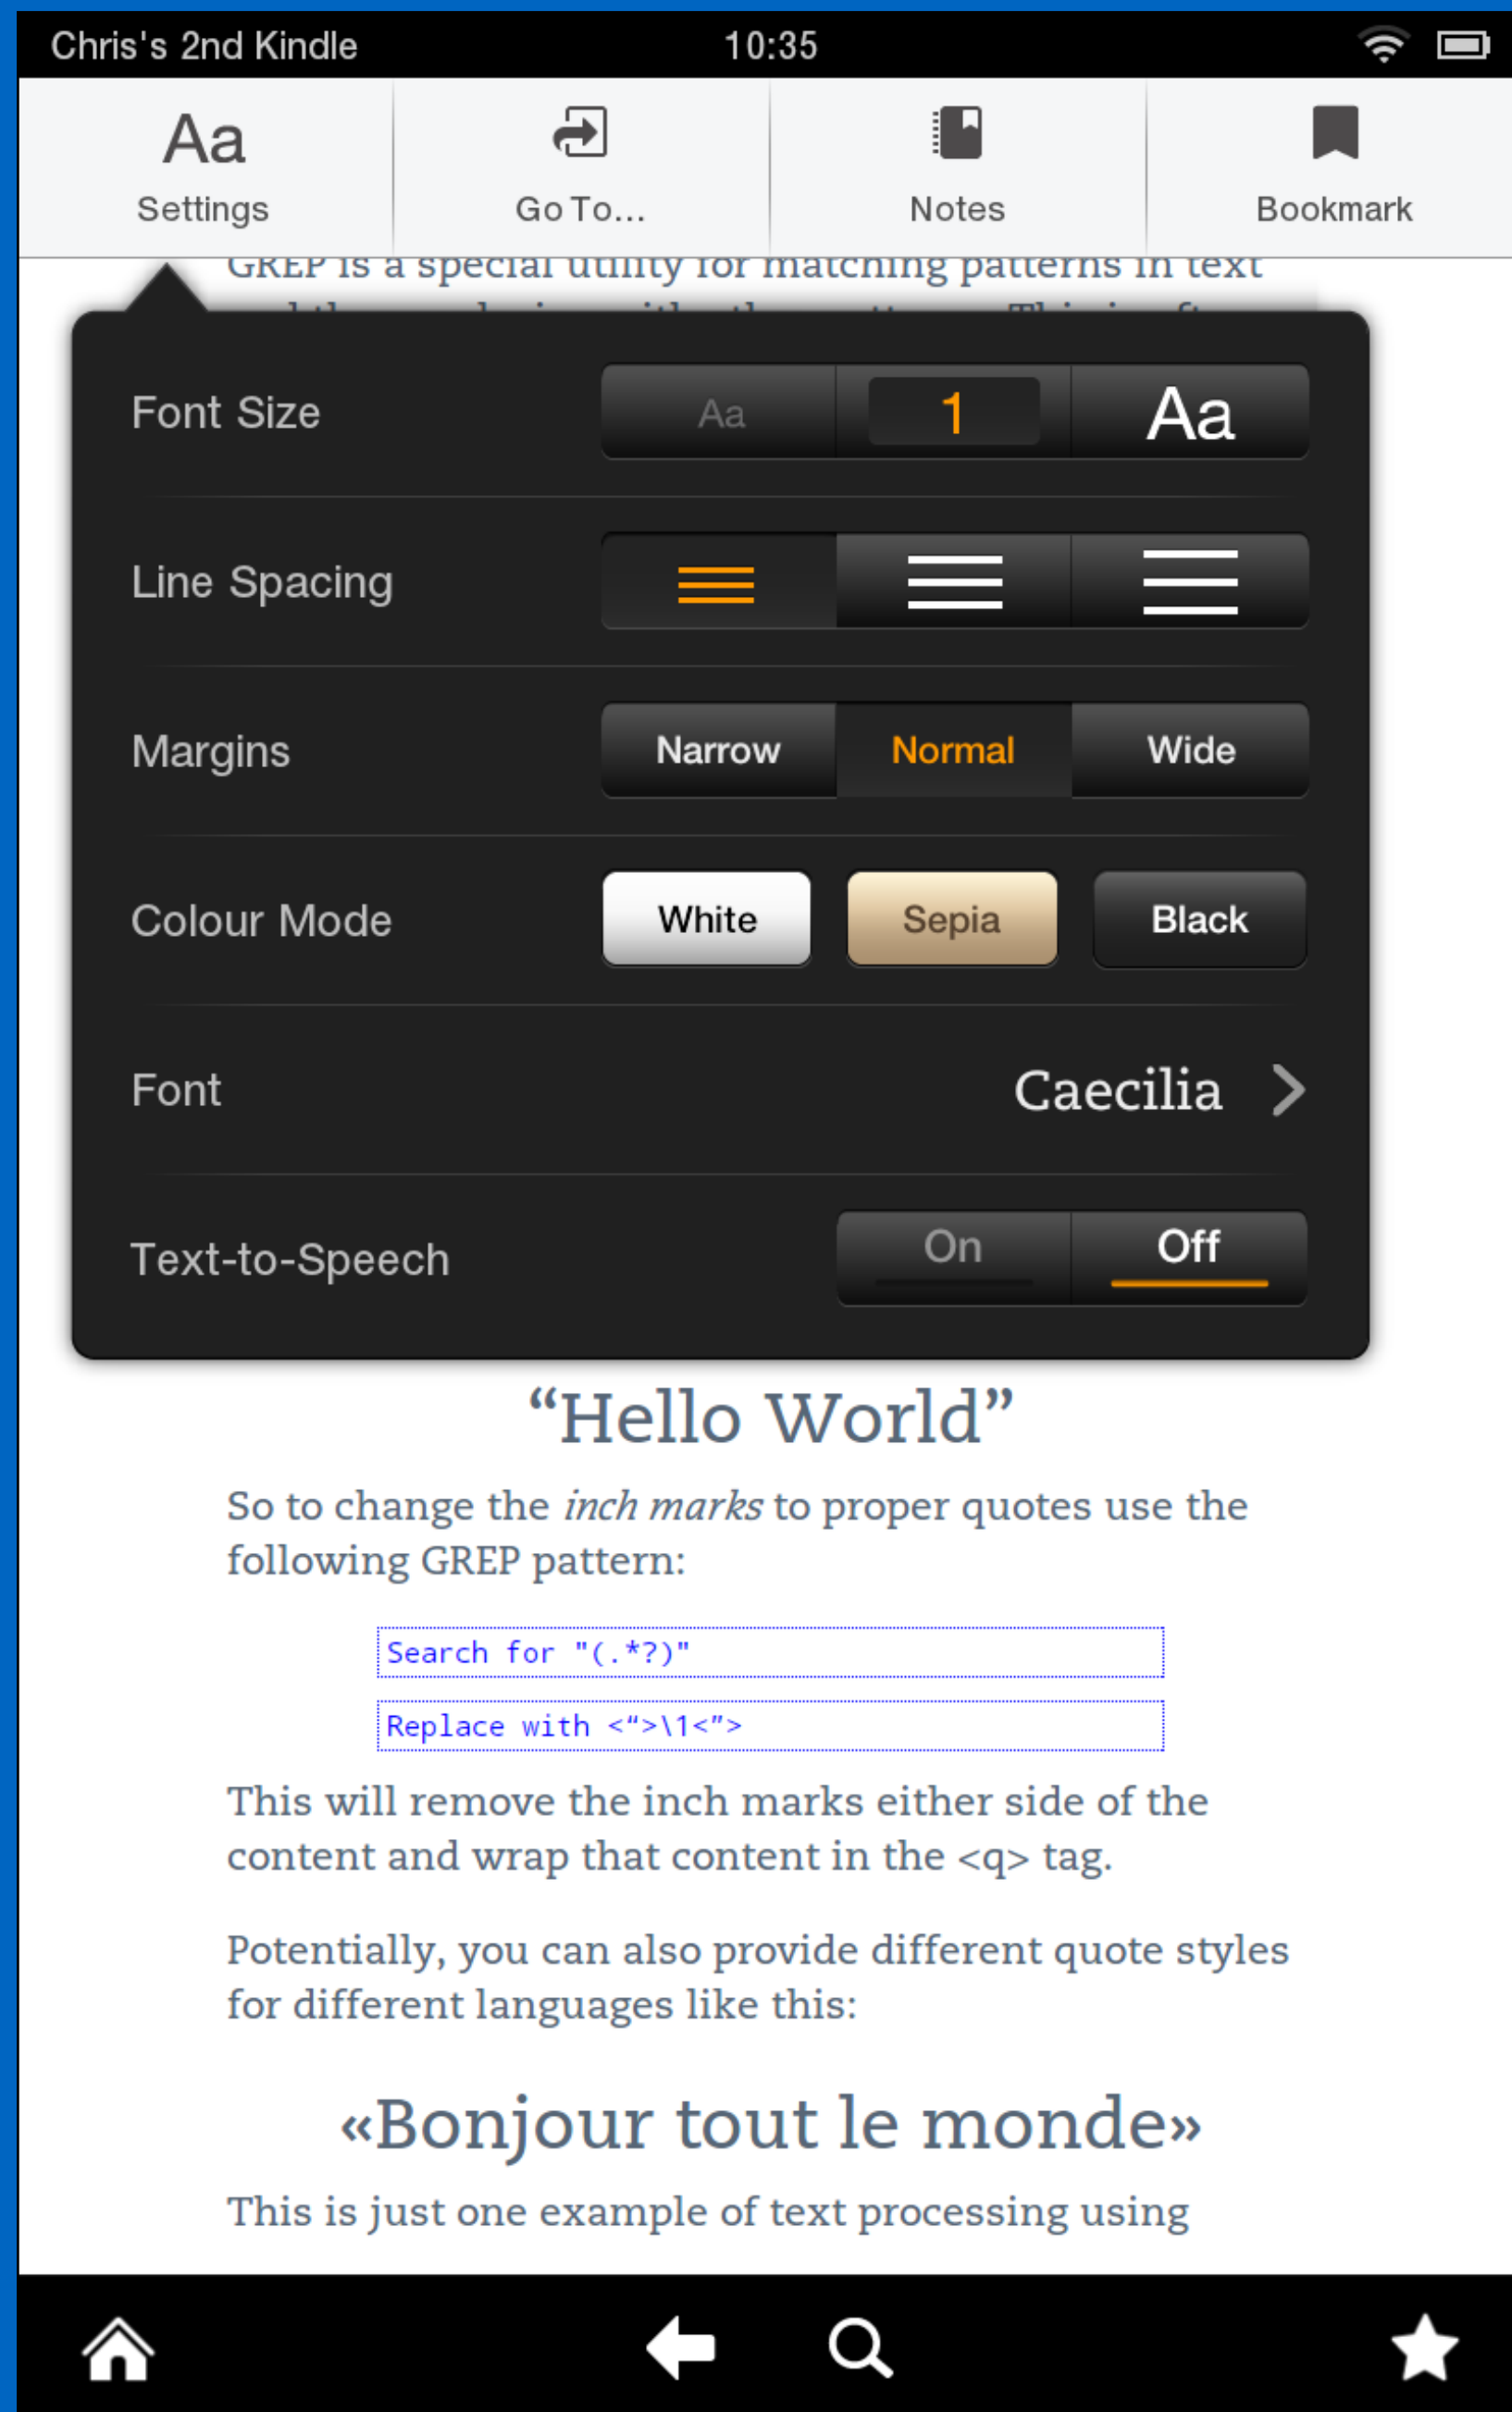 Chris's 2nd Kindle 10:35
Aa
Settings
Go To...
Notes
Bookmark
GREP is a special utility for matching patterns in text
Font Size Aa 1 Aa
Line Spacing
Margins Narrow Normal Wide
Colour Mode White Sepia Black
Font Caecilia
Text-to-Speech On Off
“Hello World”
So to change the inch marks to proper quotes use the
following GREP pattern:
Search for "(.*?)"
Replace with <“>\1<”>
This will remove the inch marks either side of the
content and wrap that content in the <q> tag.
Potentially, you can also provide different quote styles
for different languages like this:
«Bonjour tout le monde»
This is just one example of text processing using